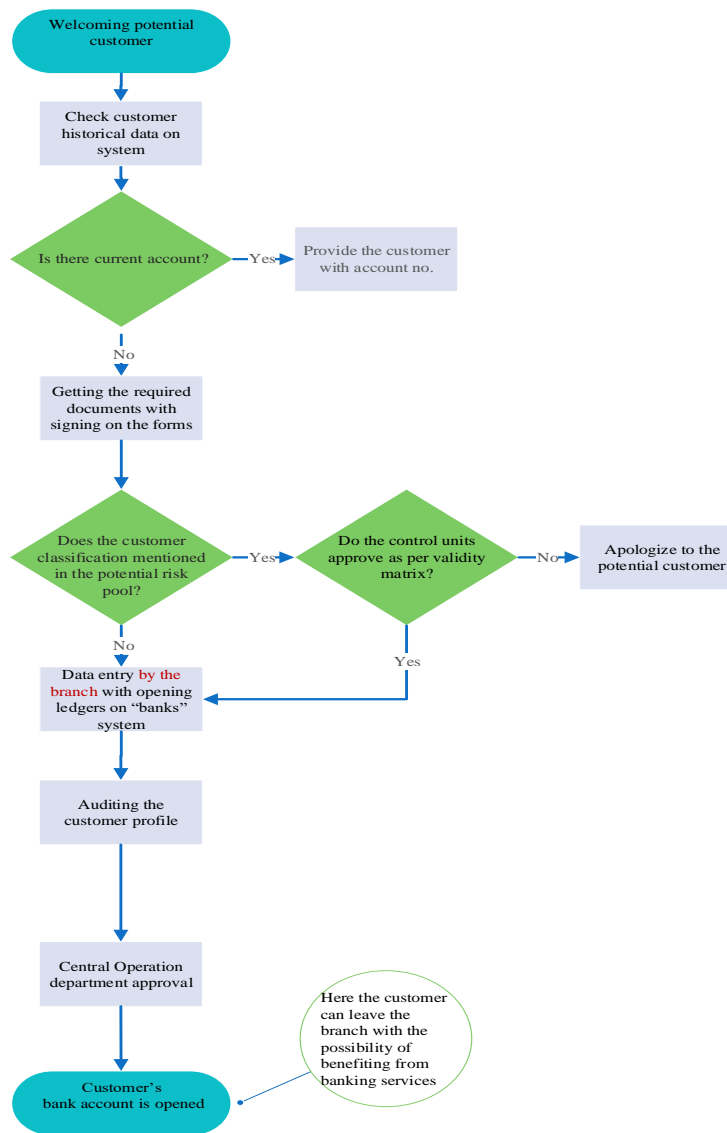 Welcoming potential
customer
Check customer
historical data on
system
Is there current account?
Yes
Provide the customer
with account no.
No
Getting the required
documents with
signing on the forms
Does the customer
classification mentioned
in the potential risk
pool?
Yes
Do the control units
approve as per validity
matrix?
No
Apologize to the
potential customer
No
Yes
Data entry by the
branch with opening
ledgers on “banks”
system
Auditing the
customer profile
Central Operation
department approval
Here the customer
can leave the
branch with the
possibility of
benefiting from
banking services
Customer’s
bank account is opened